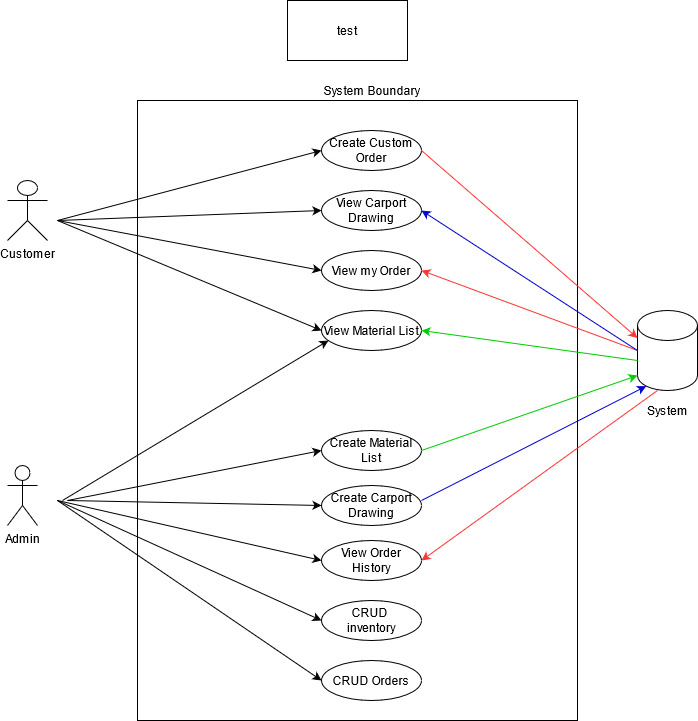 test
System Boundary
Create Custom
Order
View Carport
Drawing
Customer
View my Order
View Material List
System
Create Material
List
Create Carport
Drawing
Admin
View Order
History
CRUD
inventory
CRUD Orders